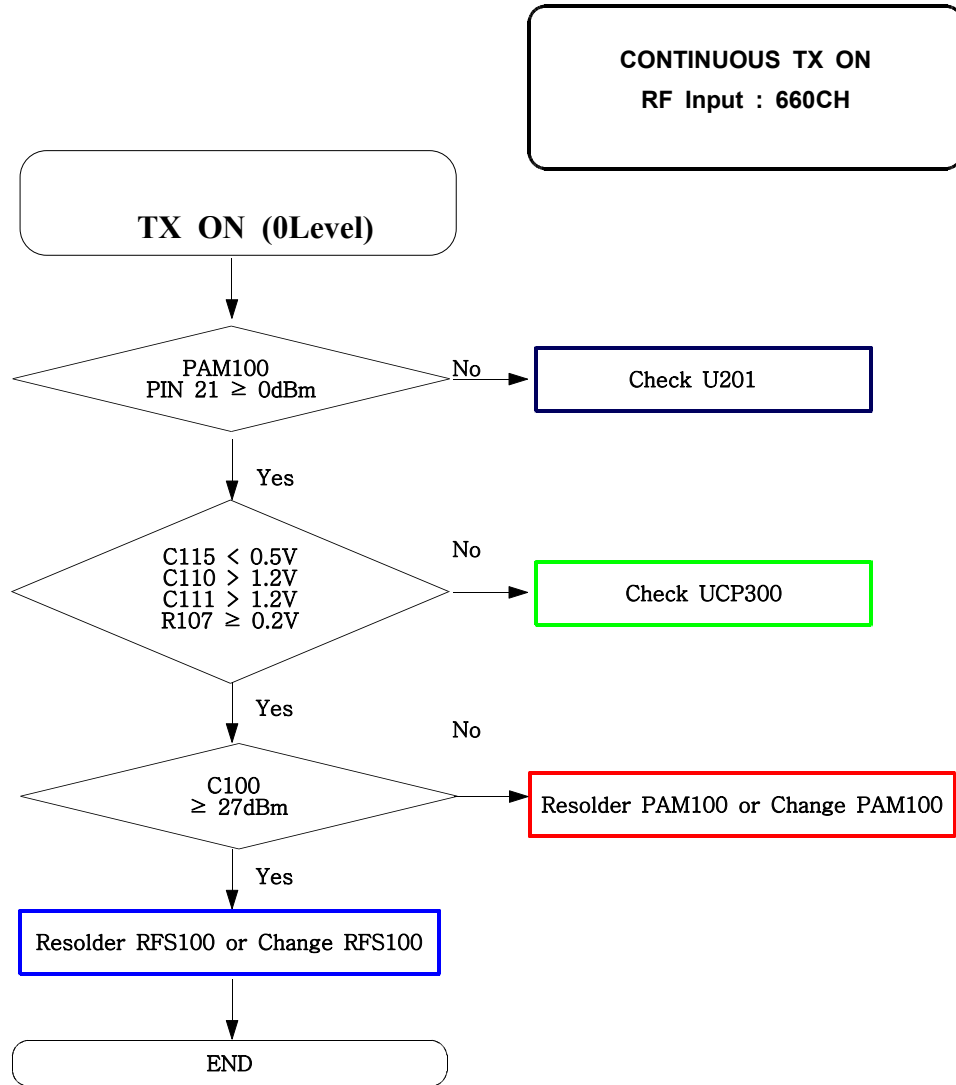 CONTINUOUS TX ON
RF Input : 660CH
TX ON (0Level)
PAM100
PIN 21 ≥ 0dBm
No
Check U201
Yes
C115 < 0.5V
C110 > 1.2V
C111 > 1.2V
R107 ≥ 0.2V
No
Check UCP300
Yes
C100
≥ 27dBm
No
Resolder PAM100 or Change PAM100
Yes
Resolder RFS100 or Change RFS100
END